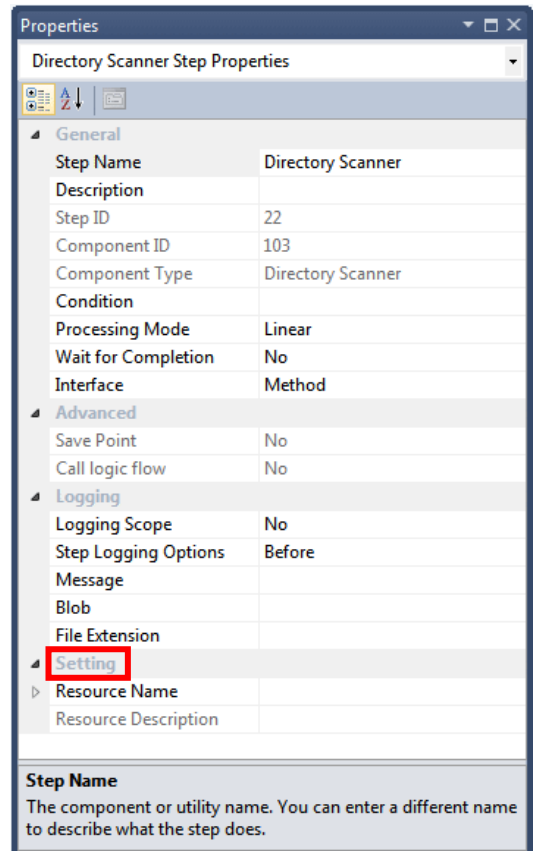 Properties
Directory Scanner Step Properties
A
Z
General
Step Name Directory Scanner
Description
Step ID 22
Component ID 103
Component Type Directory Scanner
Condition
Processing Mode Linear
Wait for Completion No
Interface Method
Advanced
Save Point No
Call logic flow No
Logging
Logging Scope No
Step Logging Options Before
Message
Blob
File Extension
Setting
Resource Name
Resource Description
Step Name
The component or utility name. You can enter a different name
to describe what the step does.